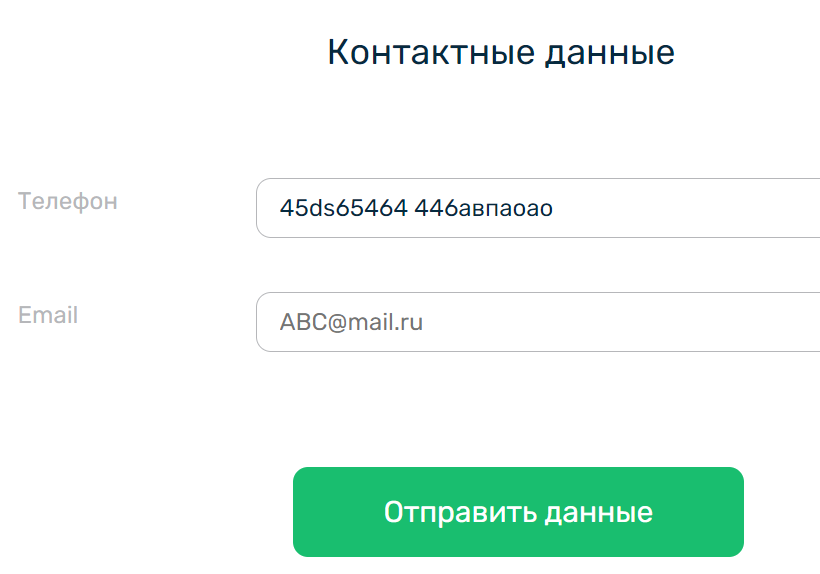 Контактные данные
Телефон
45ds65464 446авпаоао
Email
ABC@mail.ru
Отправить данные